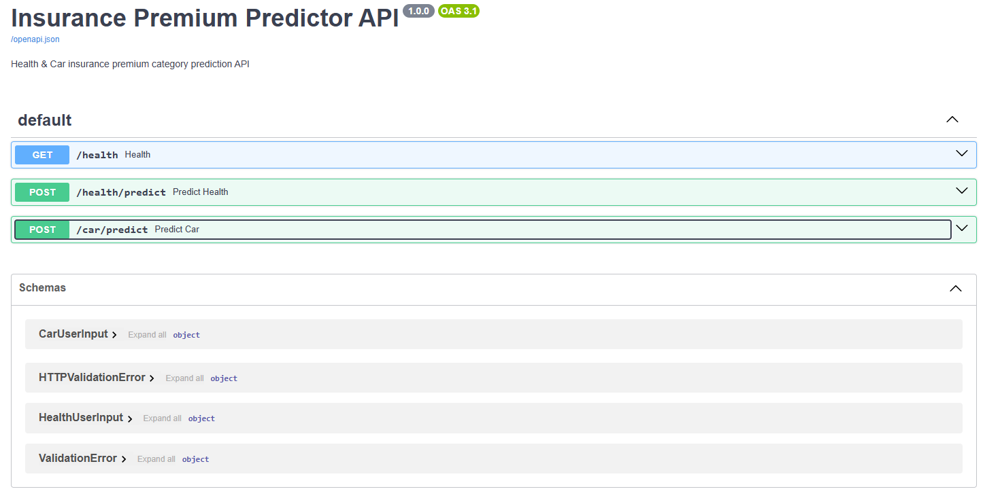 Insurance Premium Predictor API 1.0.0 OAS 3.1
/openapi.json
Health & Car insurance premium category prediction API
default
GET /health Health
POST /health/predict Predict Health
POST /car/predict Predict Car
Schemas
CarUserInput Expand all object
HTTPValidationError Expand all object
HealthUserInput Expand all object
ValidationError Expand all object